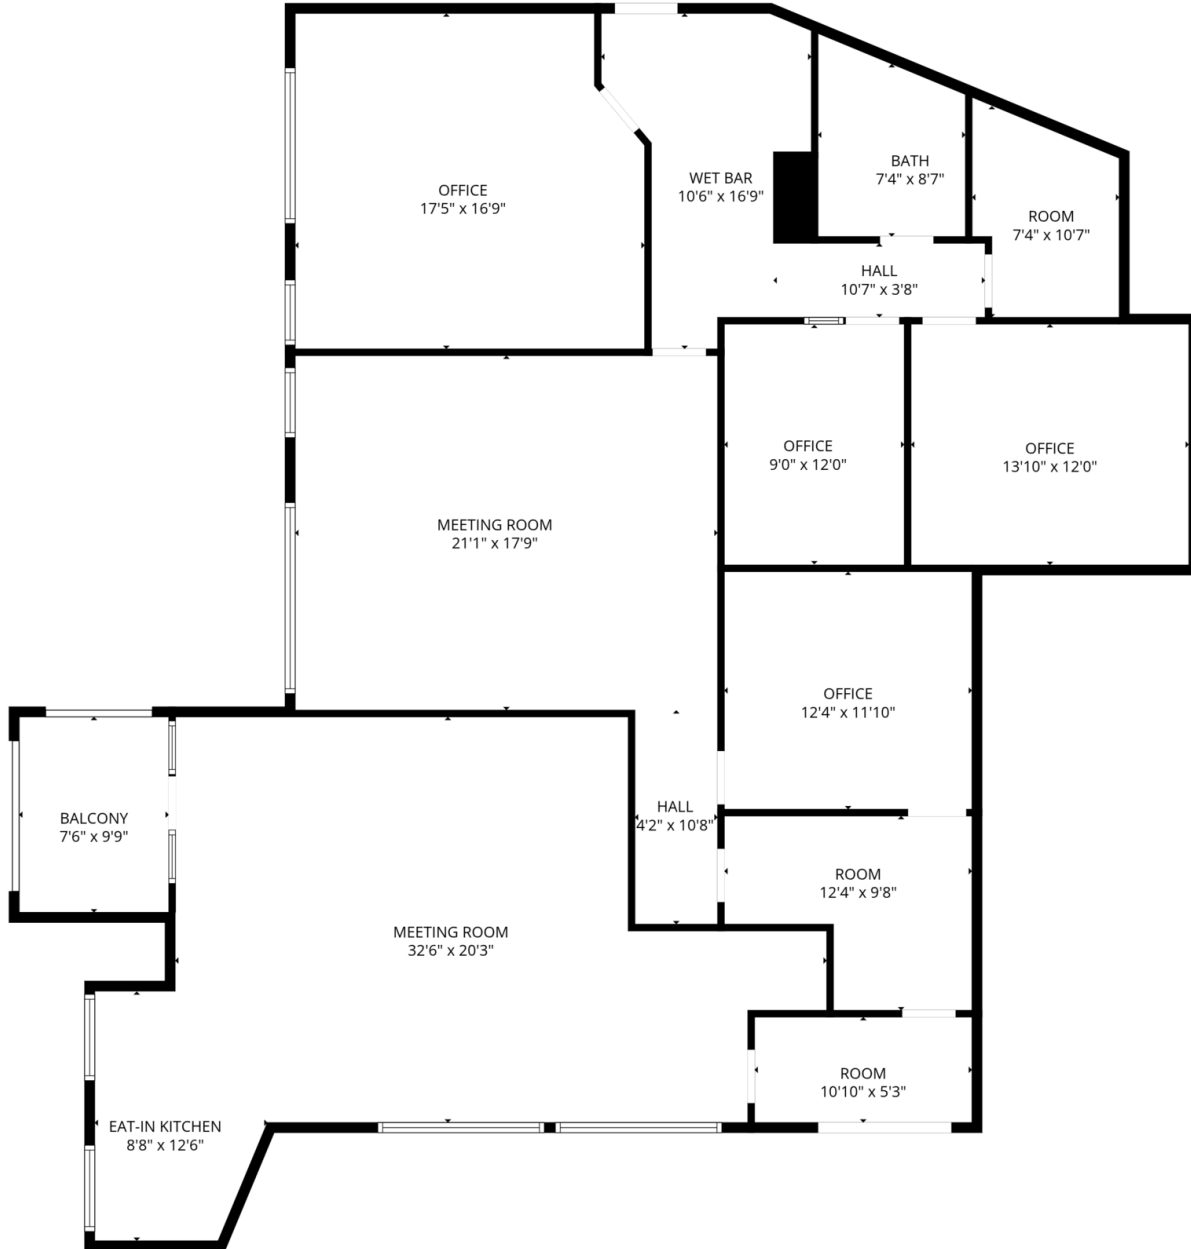 OFFICE
17'5" x 16'9"
WET BAR
10'6" x 16'9"
BATH
7'4" x 8'7"
ROOM
7'4" x 10'7"
HALL
10'7" x 3'8"
OFFICE
9'0" x 12'0"
OFFICE
13'10" x 12'0"
MEETING ROOM
21'1" x 17'9"
OFFICE
12'4" x 11'10"
BALCONY
7'6" x 9'9"
HALL
4'2" x 10'8"
ROOM
12'4" x 9'8"
MEETING ROOM
32'6" x 20'3"
ROOM
10'10" x 5'3"
EAT-IN KITCHEN
8'8" x 12'6"